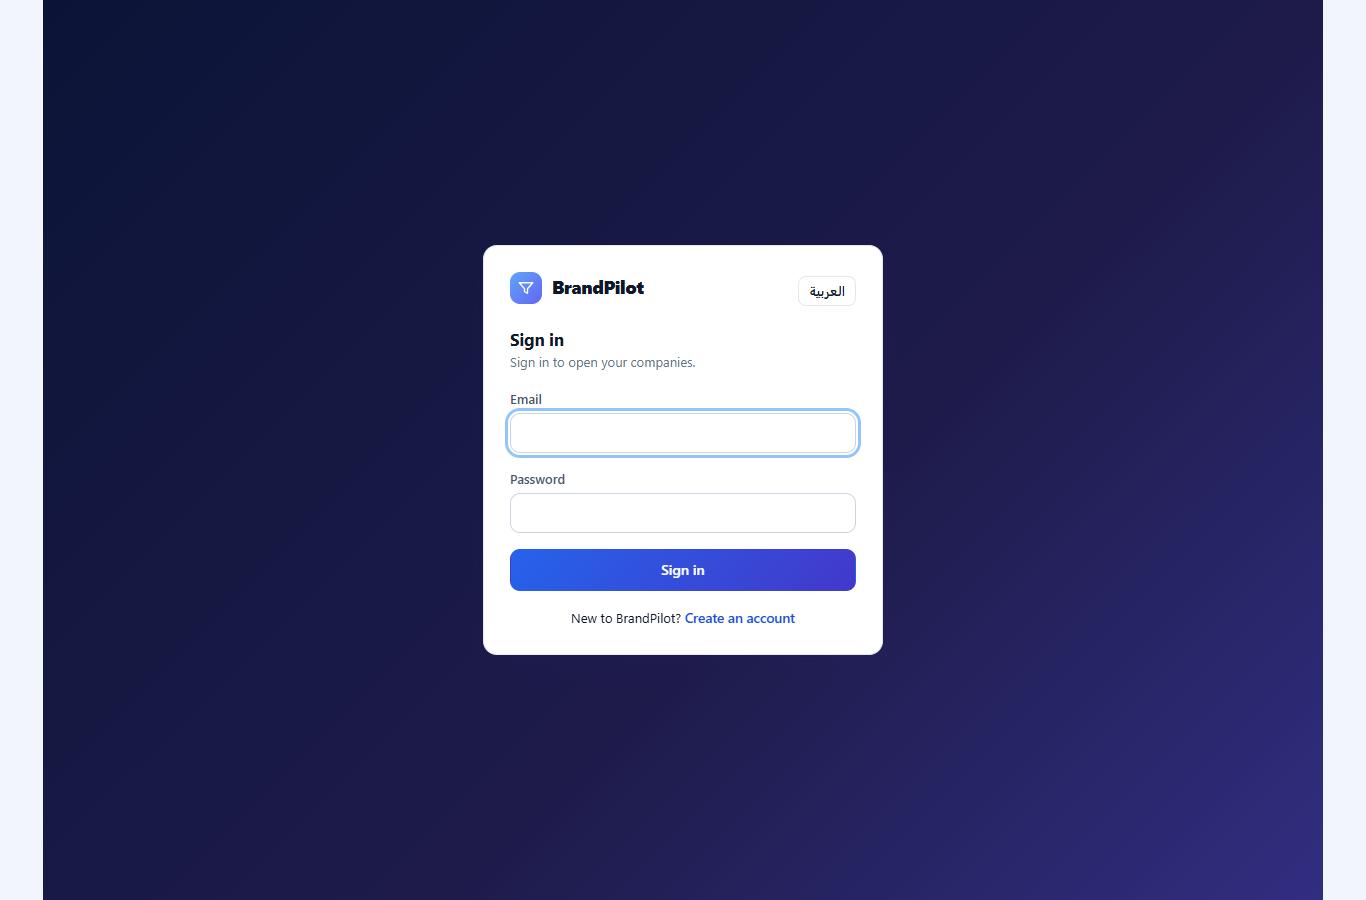 BrandPilot
العربية
Sign in
Sign in to open your companies.
Email
Password
Sign in
New to BrandPilot? Create an account